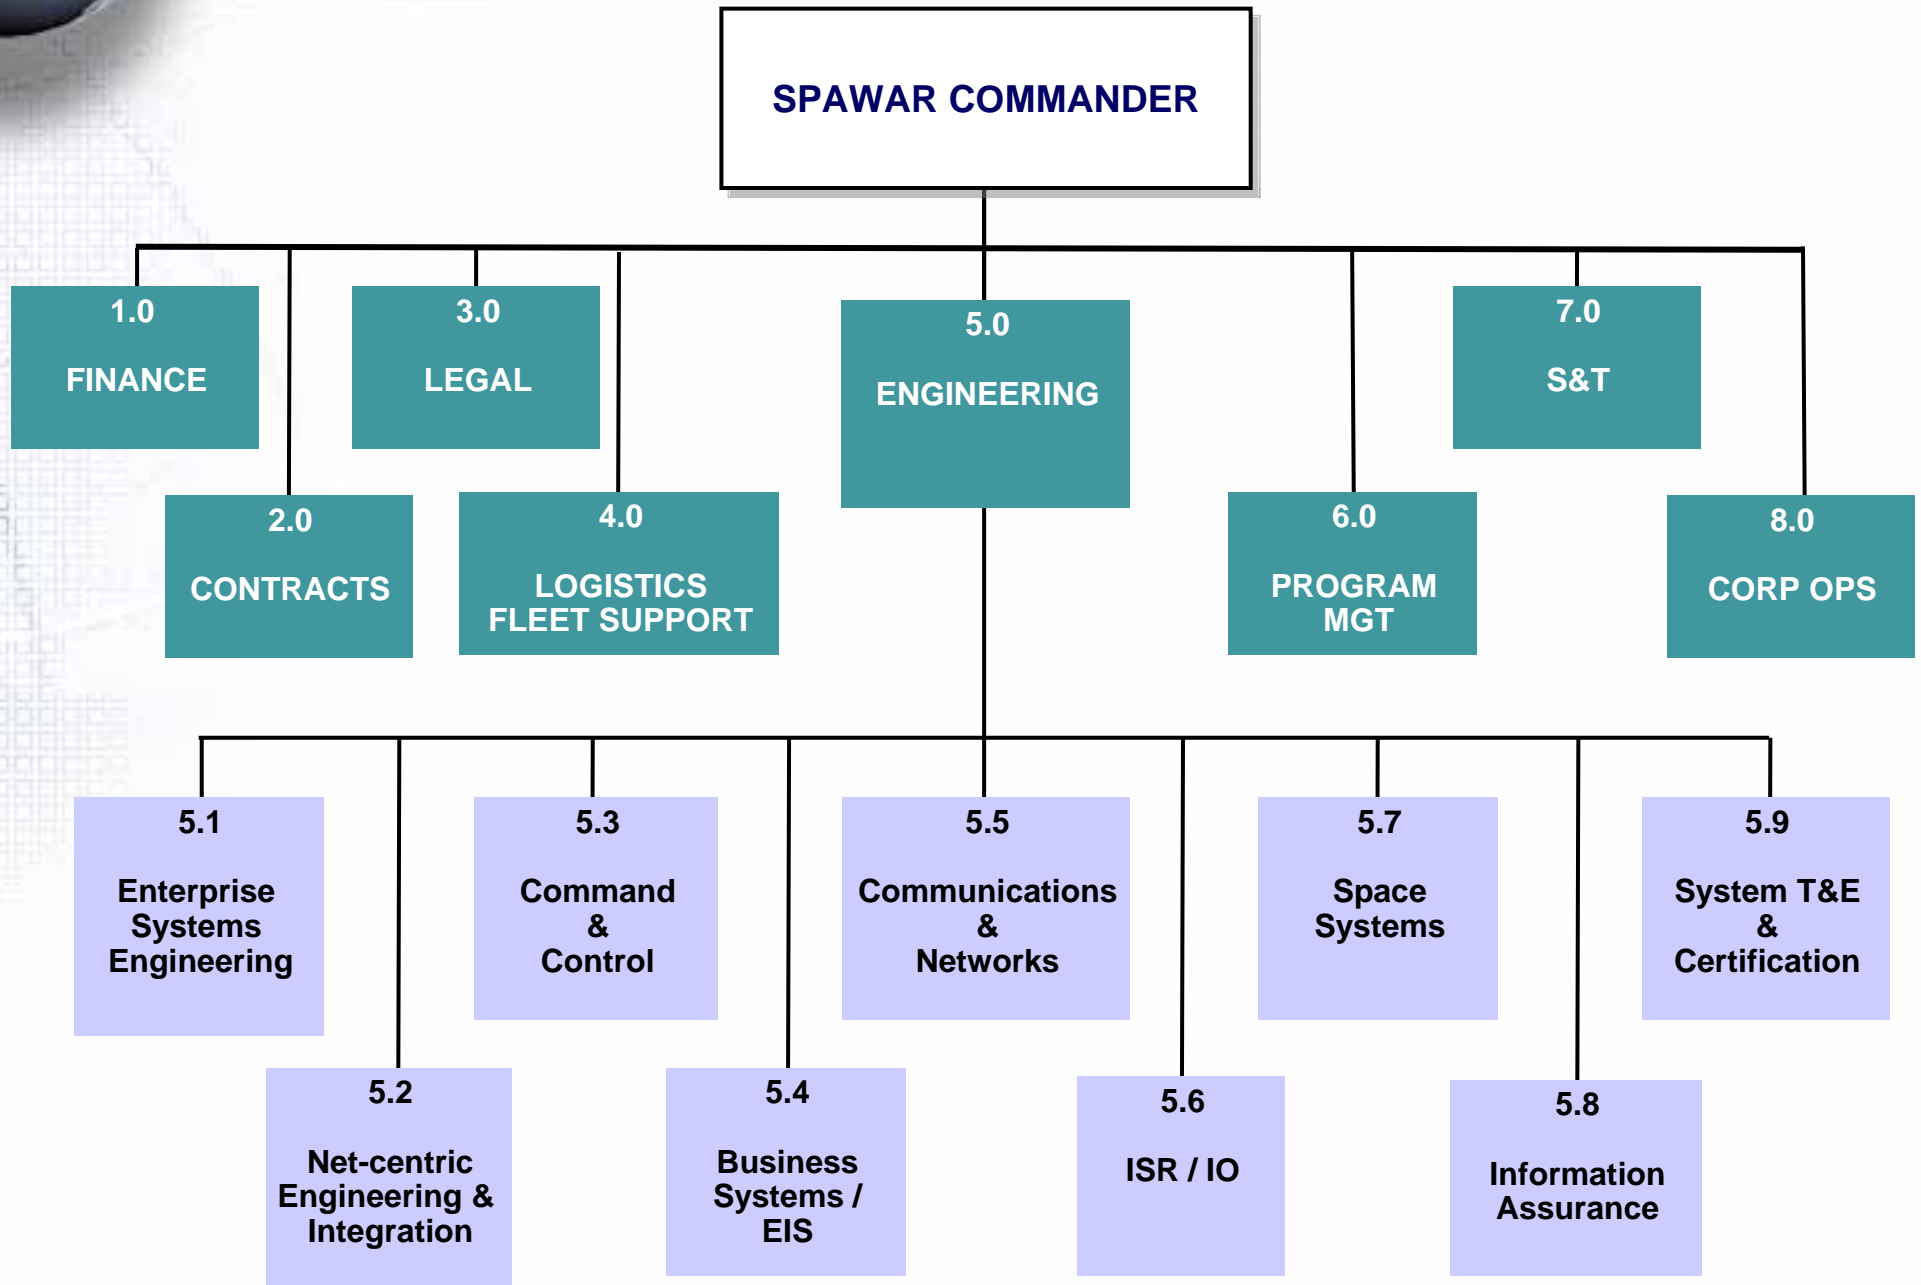 SPAWAR COMMANDER
1.0
FINANCE
2.0
CONTRACTS
3.0
LEGAL
4.0
LOGISTICS
FLEET SUPPORT
5.0
ENGINEERING
6.0
PROGRAM
MGT
7.0
S&T
8.0
CORP OPS
5.1
Enterprise
Systems
Engineering
5.2
Net-centric
Engineering &
Integration
5.3
Command
&
Control
5.4
Business
Systems /
EIS
5.5
Communications
&
Networks
5.6
ISR / IO
5.7
Space
Systems
5.8
Information
Assurance
5.9
System T&E
&
Certification